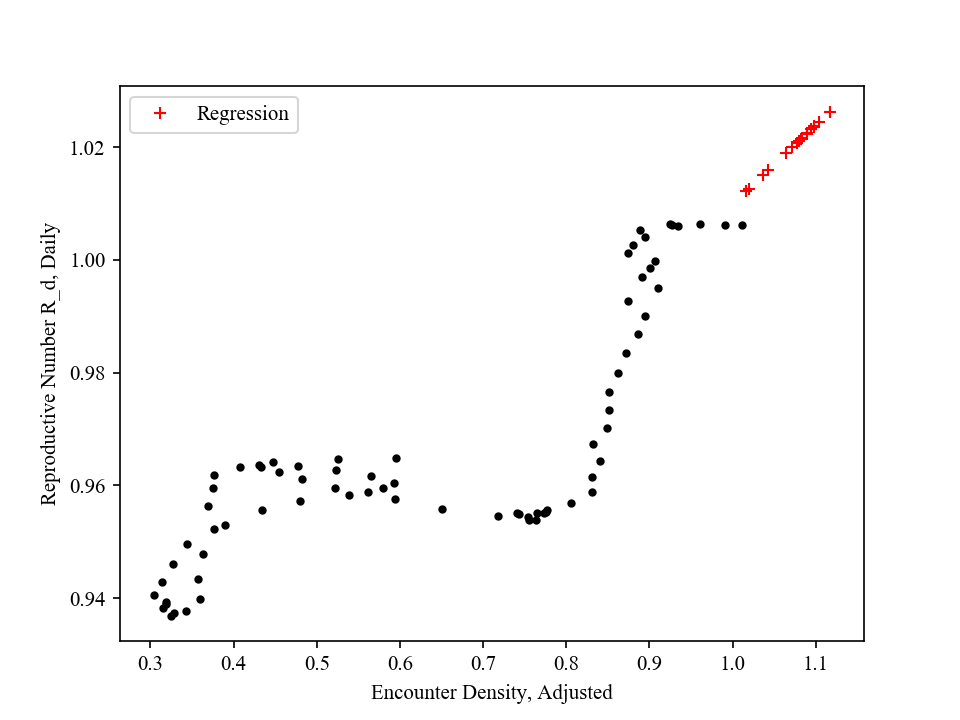 Regression
1.02
1.00
0.98
0.96
0.94
Reproductive Number R_d, Daily
0.3 0.4 0.5 0.6 0.7 0.8 0.9 1.0 1.1
Encounter Density, Adjusted